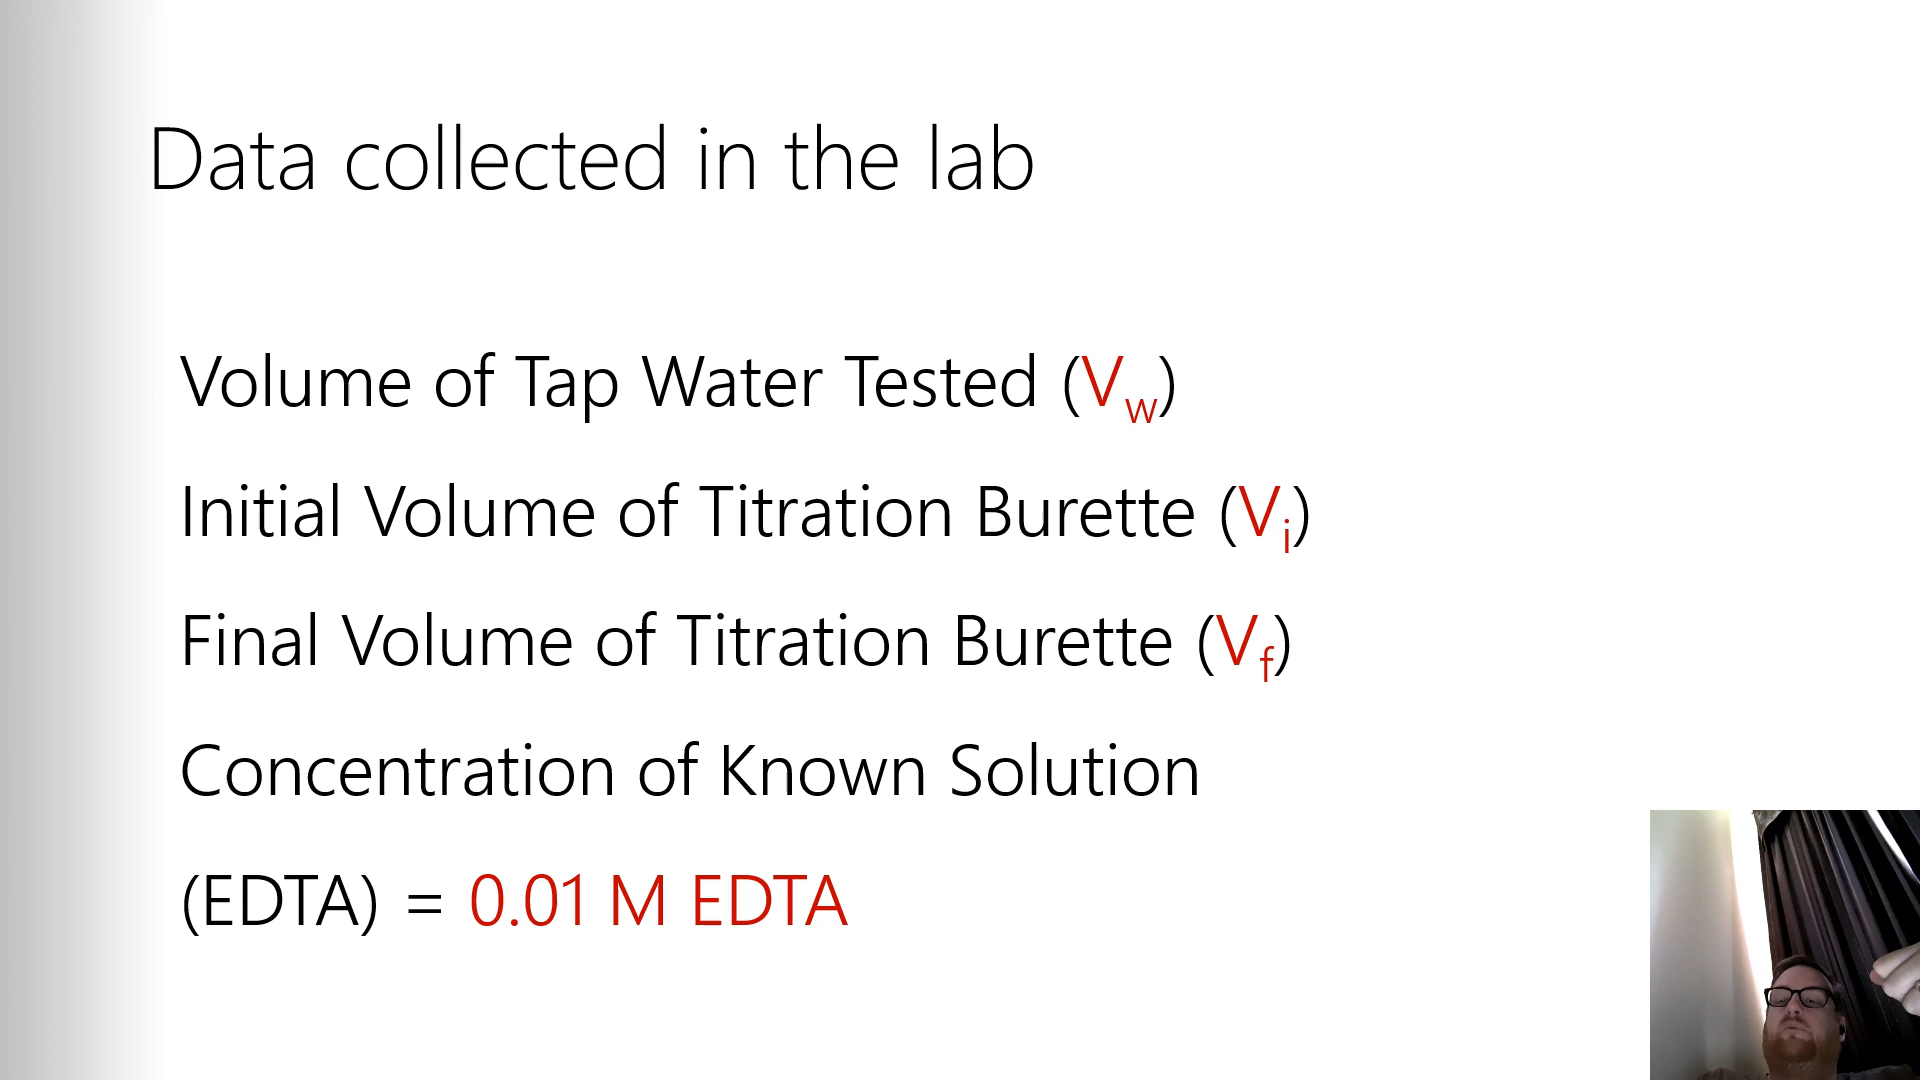 Data collected in the lab
Volume of Tap Water Tested (Vw)
Initial Volume of Titration Burette (Vi)
Final Volume of Titration Burette (Vf)
Concentration of Known Solution
(EDTA) = 0.01 M EDTA